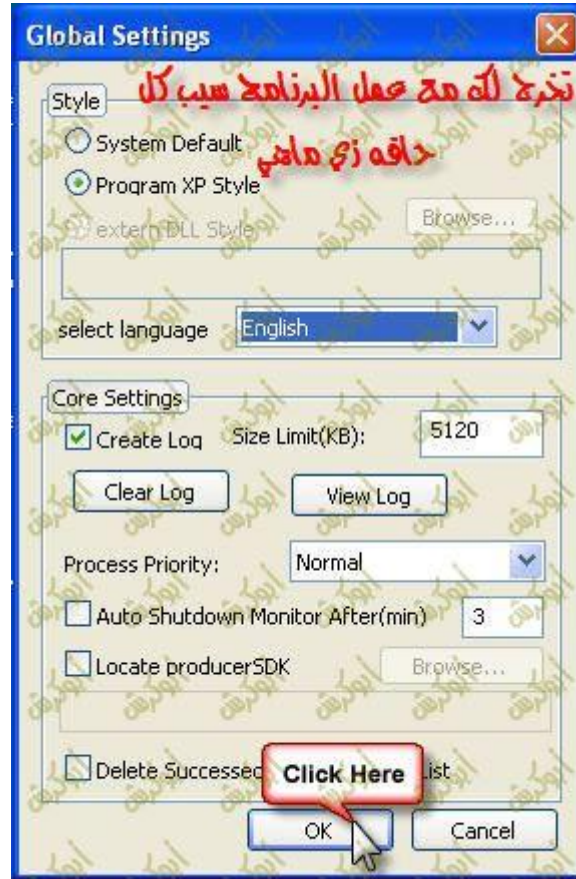 Global Settings
تخرج لك مع عمل البرنامج سيب كل
حاقه زي ماهي
Style
System Default
Program XP Style
extern DLL Style
Browse...
select language English
Core Settings
Create Log Size Limit(KB): 5120
Clear Log View Log
Process Priority: Normal
Auto Shutdown Monitor After(min) 3
Locate producerSDK Browse...
Delete Successed List
Click Here
OK Cancel